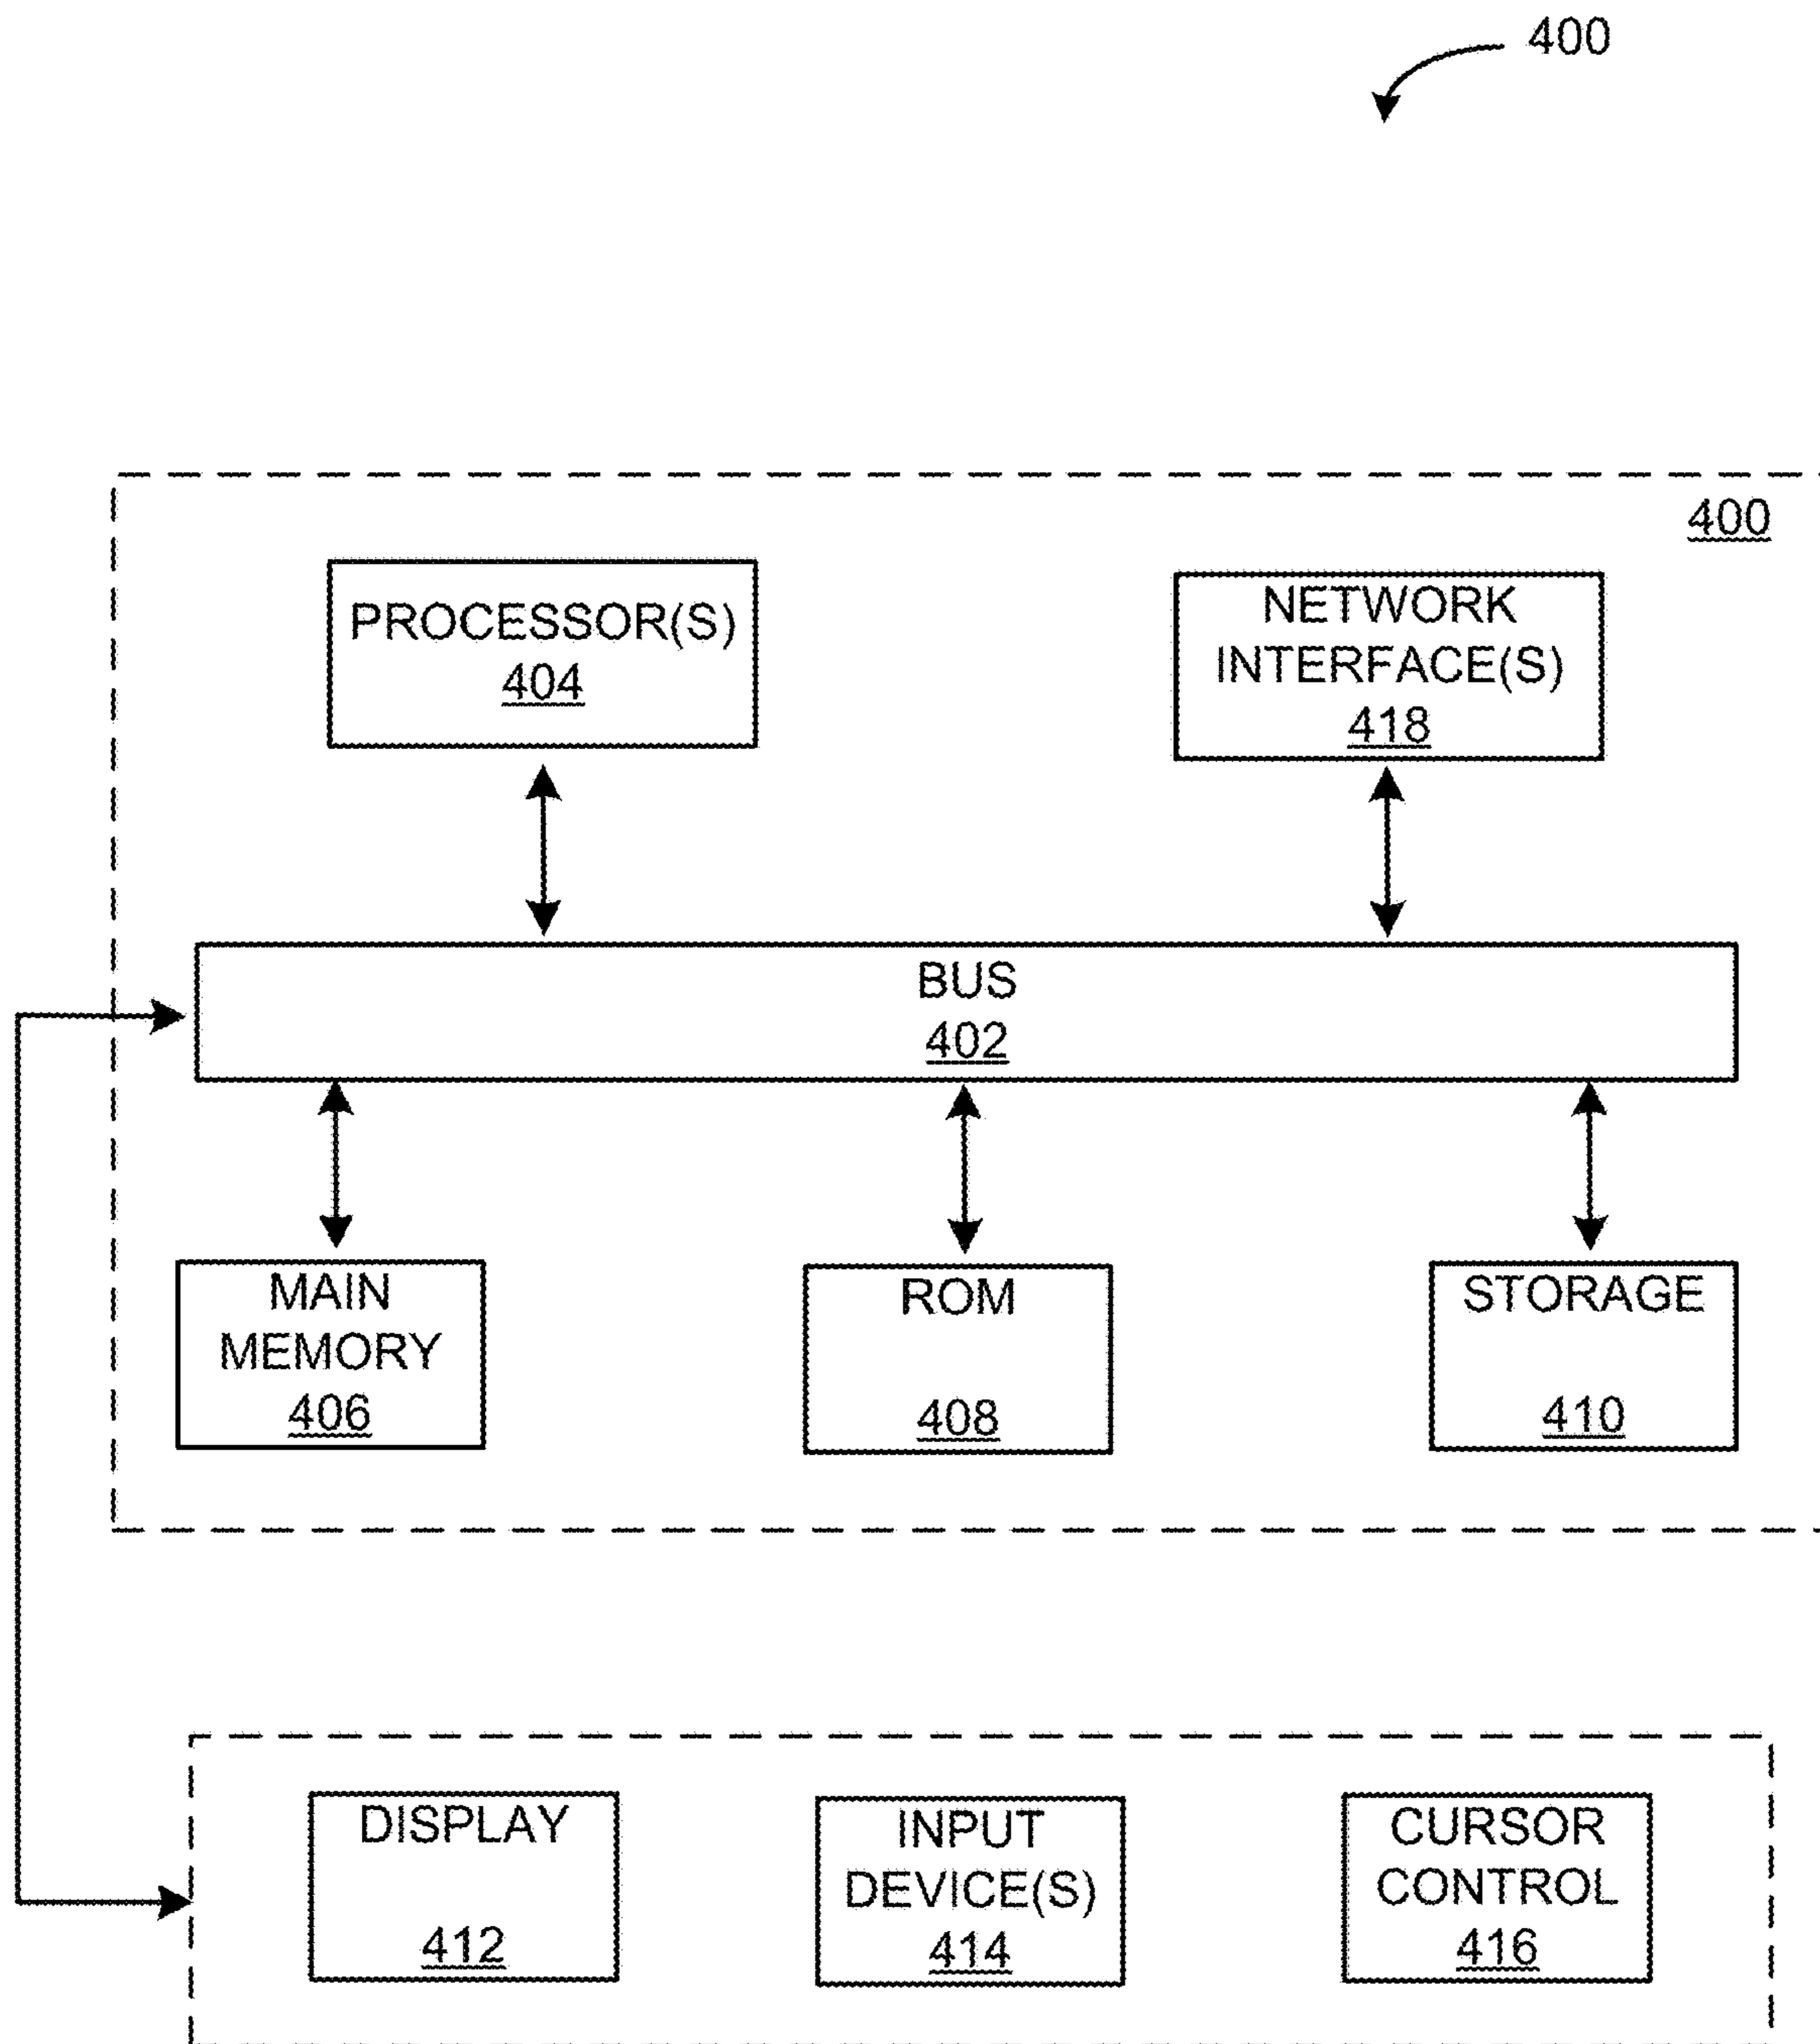 400
400
PROCESSOR(S)
404
NETWORK
INTERFACE(S)
418
BUS
402
MAIN
MEMORY
406
ROM
408
STORAGE
410
DISPLAY
412
INPUT
DEVICE(S)
414
CURSOR
CONTROL
416